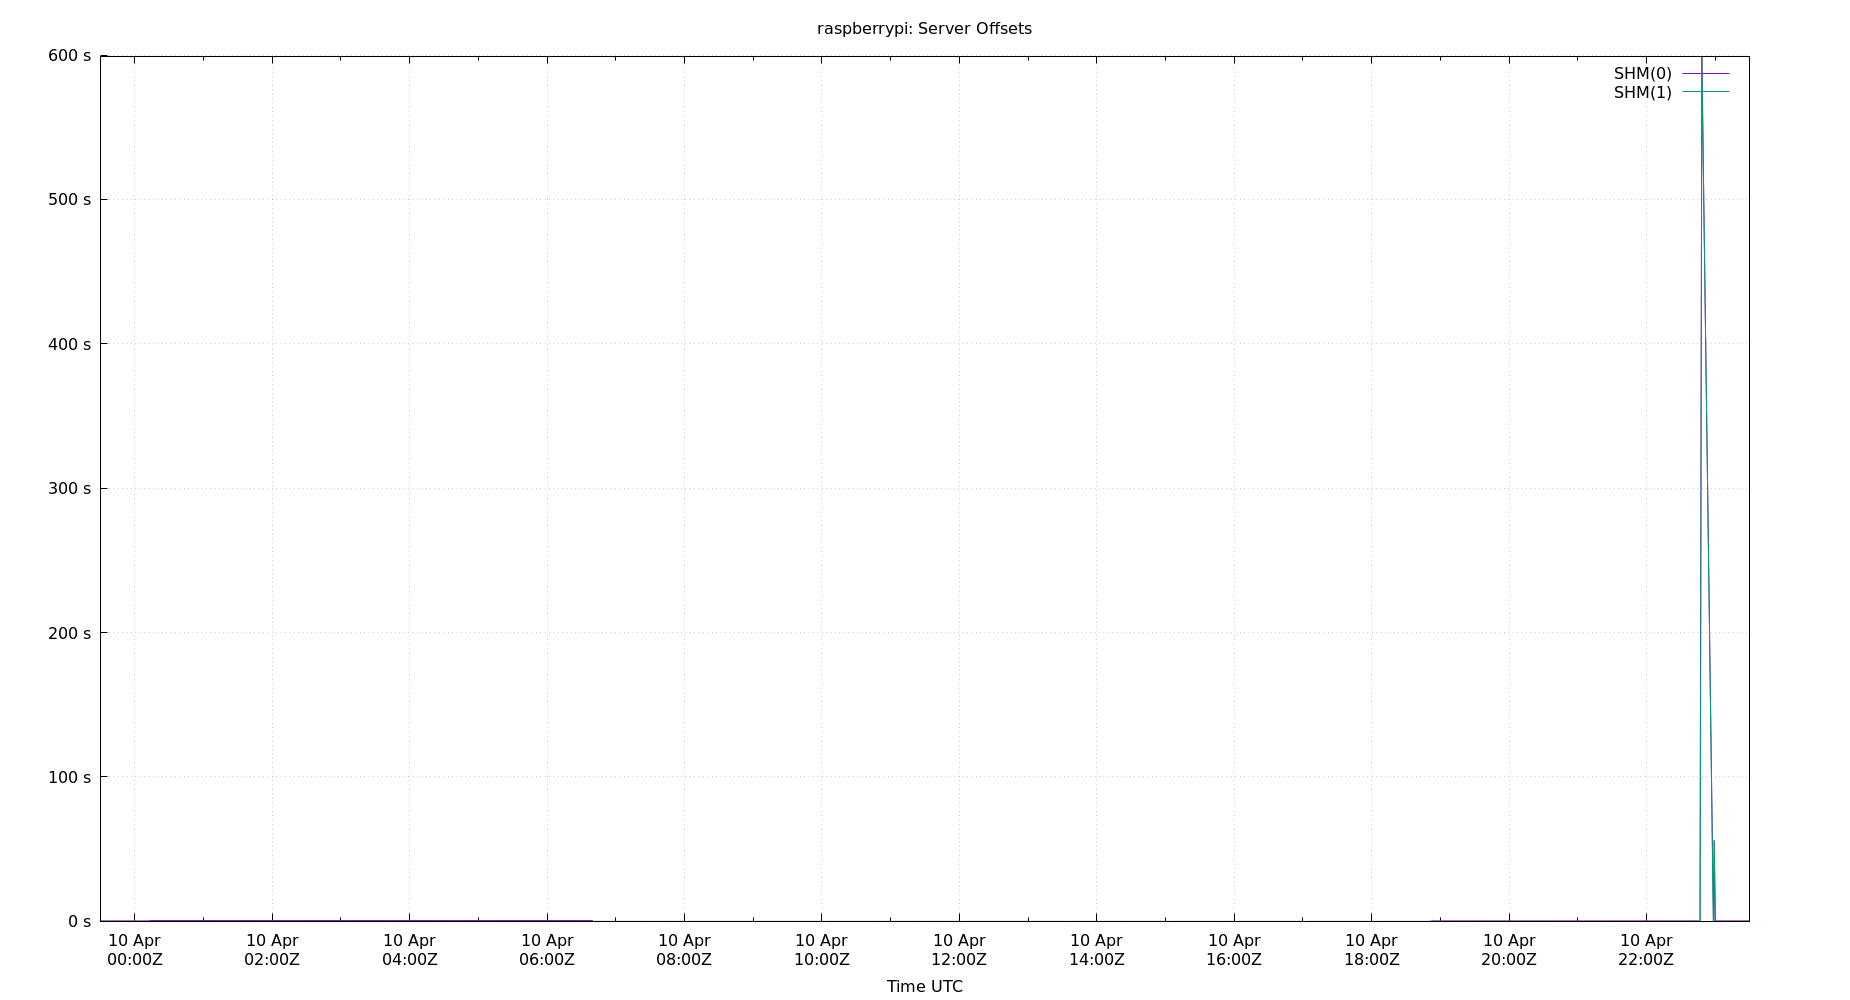 raspberrypi: Server Offsets
600 s
SHM(0)
SHM(1)
500 s
400 s
300 s
200 s
100 s
0 s
10 Apr 10 Apr 10 Apr 10 Apr 10 Apr 10 Apr 10 Apr 10 Apr 10 Apr 10 Apr 10 Apr 10 Apr
00:00Z 02:00Z 04:00Z 06:00Z 08:00Z 10:00Z 12:00Z 14:00Z 16:00Z 18:00Z 20:00Z 22:00Z
Time UTC